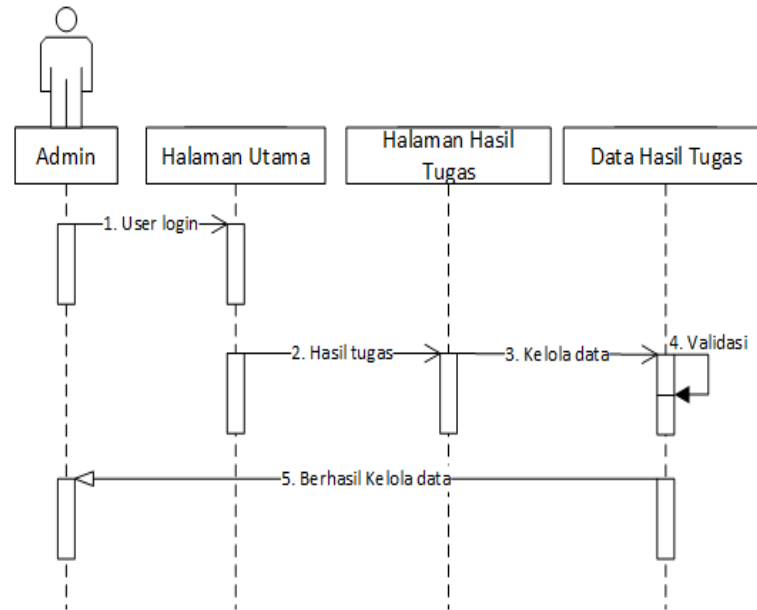 Admin
Halaman Utama
Halaman Hasil
Tugas
Data Hasil Tugas
1. User login
2. Hasil tugas
3. Kelola data
4. Validasi
5. Berhasil Kelola data